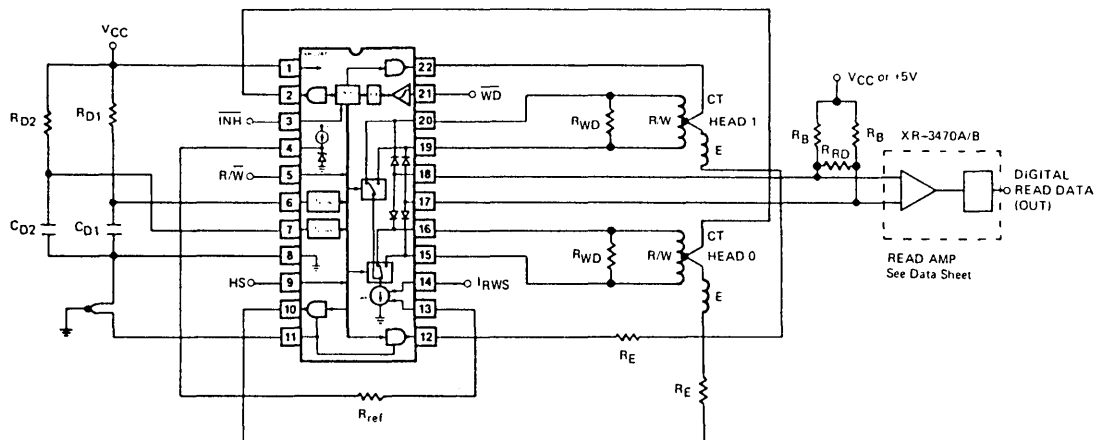 VCC
RD2
RD1
CD2
CD1
1
2
3
4
5
6
7
8
9
10
11
22
21
20
19
18
17
16
15
14
13
12
INH
R/W
HS
WD
IRWS
Rref
RWD
R/W
CT
HEAD 1
E
RWD
R/W
CT
HEAD 0
E
RE
RE
VCC or +5V
RB
RB
RRD
XR-3470A/B
DiGITAL
READ DATA
(OUT)
READ AMP
See Data Sheet